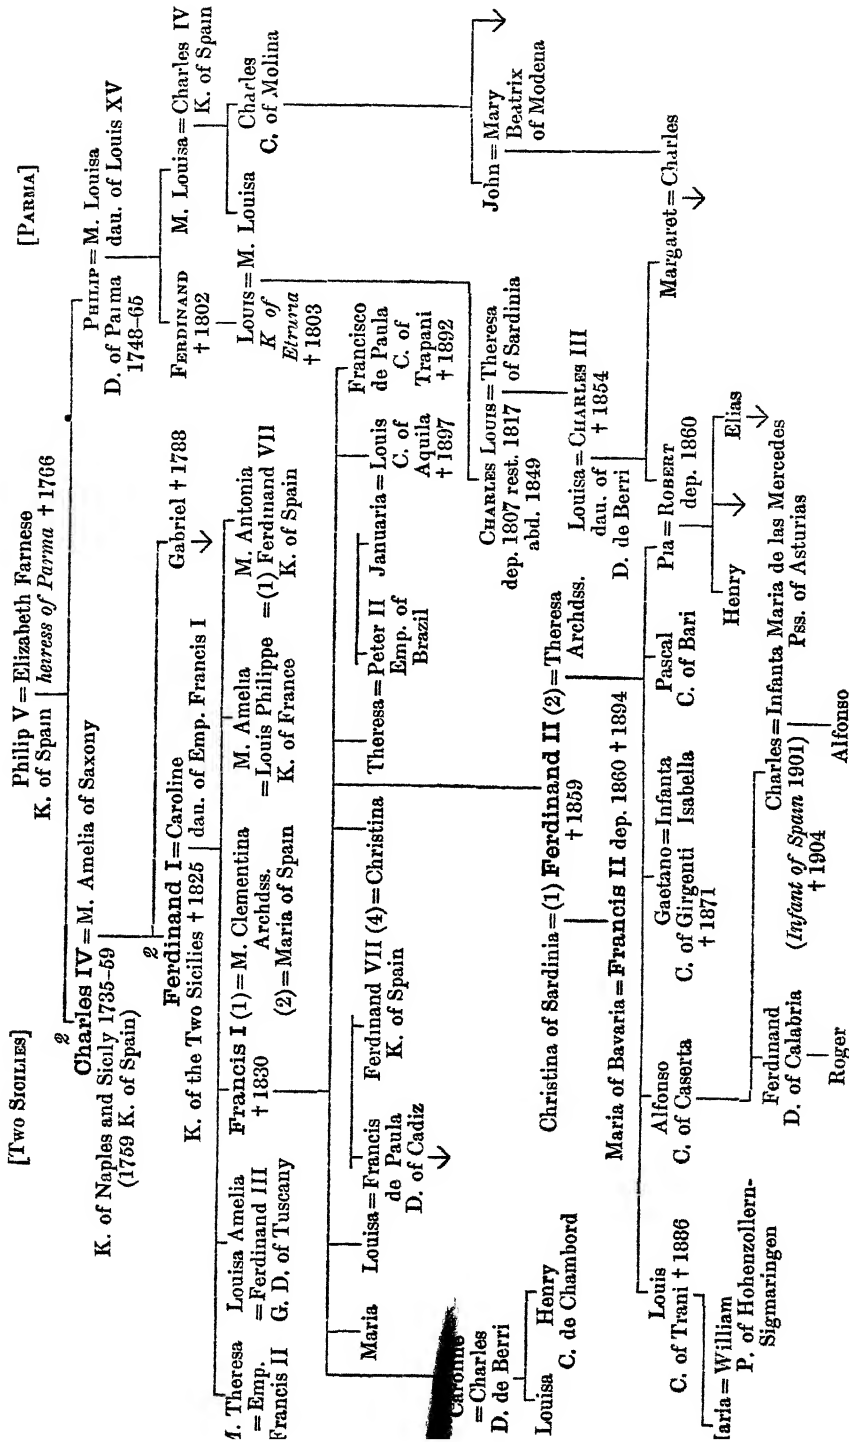 [Two Sicilies]
[Parma]
Philip V = Elizabeth Farnese
K. of Spain heiress of Parma † 1766
2
Charles IV = M. Amelia of Saxony
K. of Naples and Sicily 1735–59
(1759 K. of Spain)
Philip = M. Louisa
D. of Parma dau. of Louis XV
1748–65
2
Ferdinand I = Caroline
K. of the Two Sicilies † 1825 dau. of Emp. Francis I
Gabriel † 1788
Ferdinand
† 1802
M. Louisa = Charles IV
K. of Spain
M. Theresa
= Emp.
Francis II
Louisa Amelia
= Ferdinand III
G. D. of Tuscany
Francis I (1) = M. Clementina
† 1830 Archdss.
(2) = Maria of Spain
M. Amelia
= Louis Philippe
K. of France
M. Antonia
= (1) Ferdinand VII
K. of Spain
Louis = M. Louisa
K of
Etruria
† 1803
Charles
C. of Molina
Caroline
= Charles
D. de Berri
Maria
Louisa = Francis
de Paula
D. of Cadiz
Ferdinand VII (4) = Christina
K. of Spain
Theresa = Peter II
Emp. of
Brazil
Januaria = Louis
C. of
Aquila
† 1897
Francisco
de Paula
C. of
Trapani
† 1892
Charles Louis = Theresa
dep. 1807 rest. 1817 of Sardinia
abd. 1849
John = Mary
Beatrix
of Modena
Louisa
Henry
C. de Chambord
Christina of Sardinia = (1) Ferdinand II (2) = Theresa
† 1859 Archdss.
Louisa = Charles III
dau. of † 1854
D. de Berri
Maria of Bavaria = Francis II dep. 1860 † 1894
Louis
C. of Trani † 1886
Alfonso
C. of Caserta
Gaetano = Infanta
C. of Girgenti Isabella
† 1871
Pascal
C. of Bari
Pia = Robert
dep. 1860
Margaret = Charles
[aria = William
P. of Hohenzollern-
Sigmaringen
Ferdinand
D. of Calabria
Charles = Infanta Maria de las Mercedes
(Infant of Spain 1901) Pss. of Asturias
† 1904
Henry
Elias
Roger
Alfonso